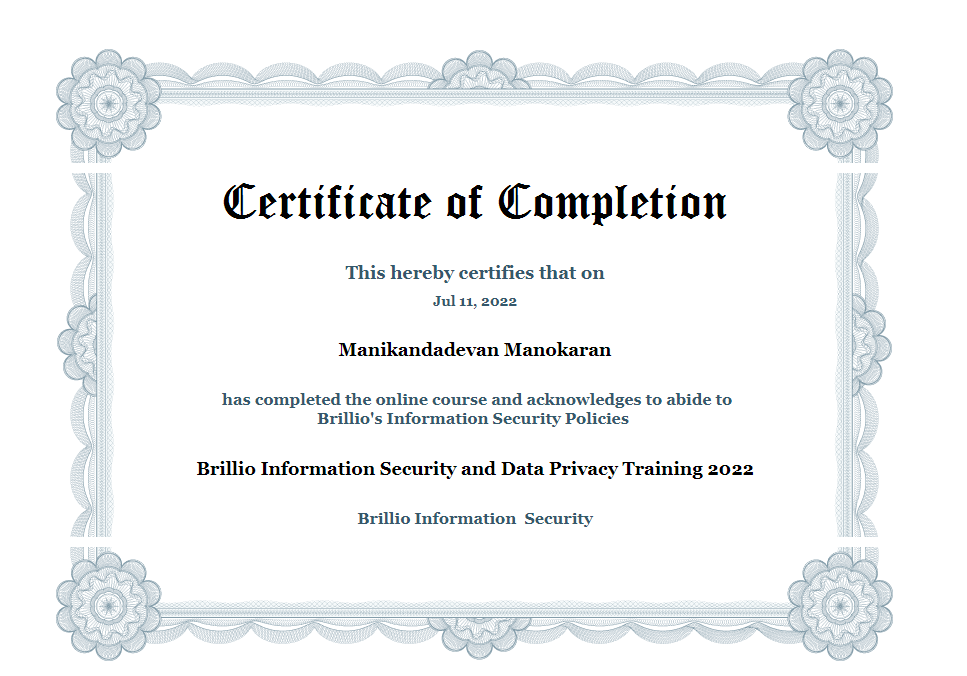 Certificate of Completion
This hereby certifies that on
Jul 11, 2022
Manikandadevan Manokaran
has completed the online course and acknowledges to abide to
Brillio's Information Security Policies
Brillio Information Security and Data Privacy Training 2022
Brillio Information  Security